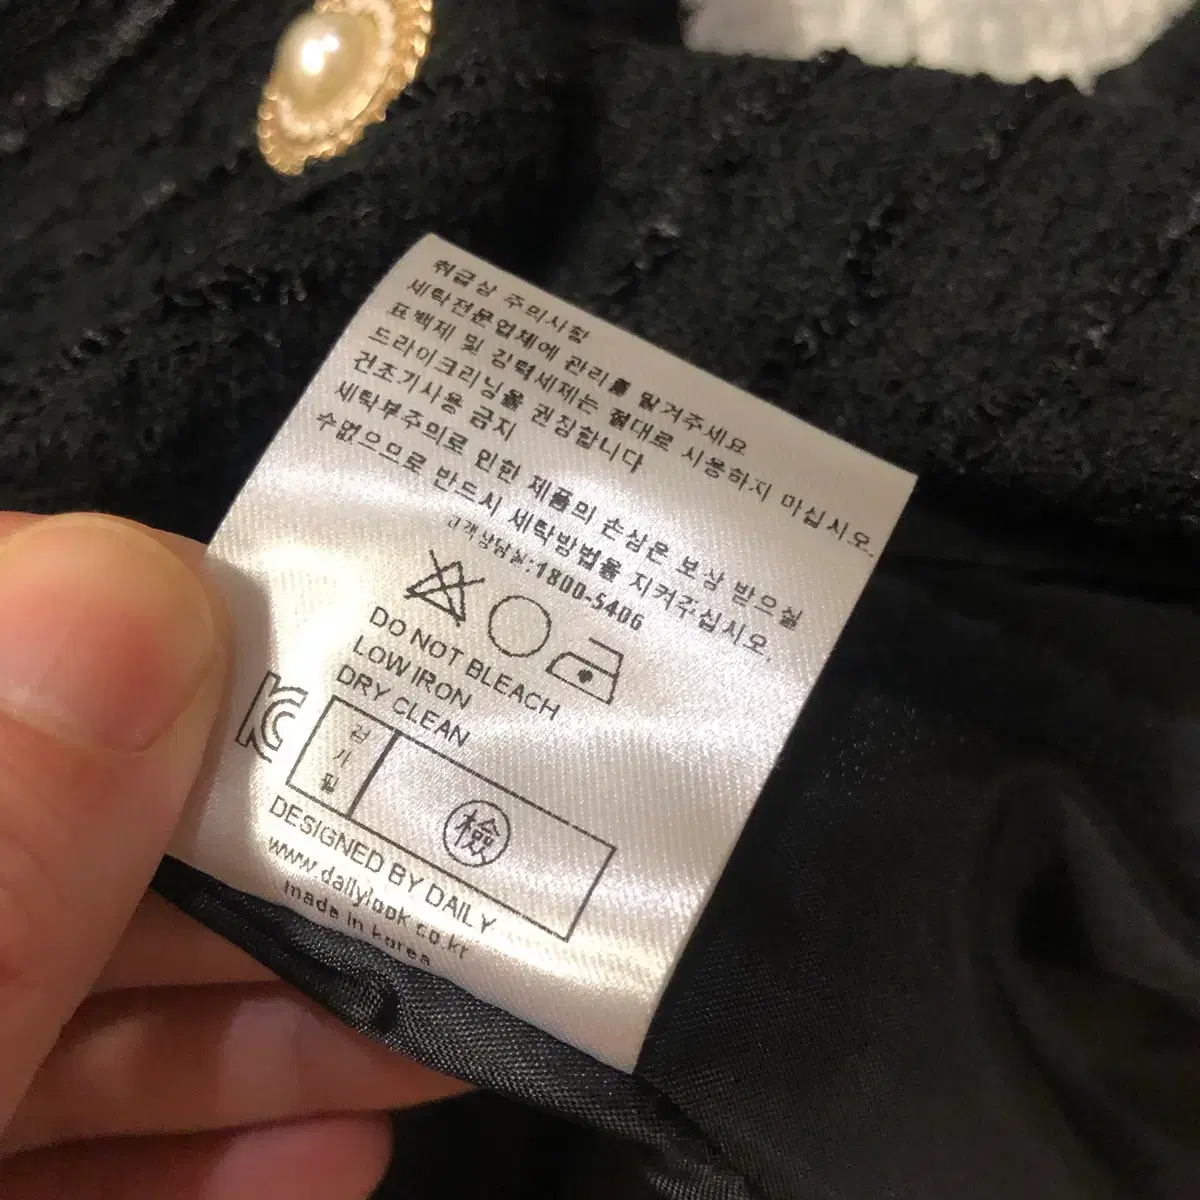 취급상 주의사항
세탁전문업체에 관리를 맡겨주세요
표백제 및 강력세제는 절대로 사용하지 마십시오.
드라이크리닝을 권장합니다
건조기사용 금지
세탁부주의로 인한 제품의 손상은 보상 받으실
수없으므로 반드시 세탁방법을 지켜주십시오.
고객상담실:1800-5406
DO NOT BLEACH
LOW IRON
DRY CLEAN
KC
검
기
필
檢
DESIGNED BY DAILY
www.dailylook.co.kr
made in korea